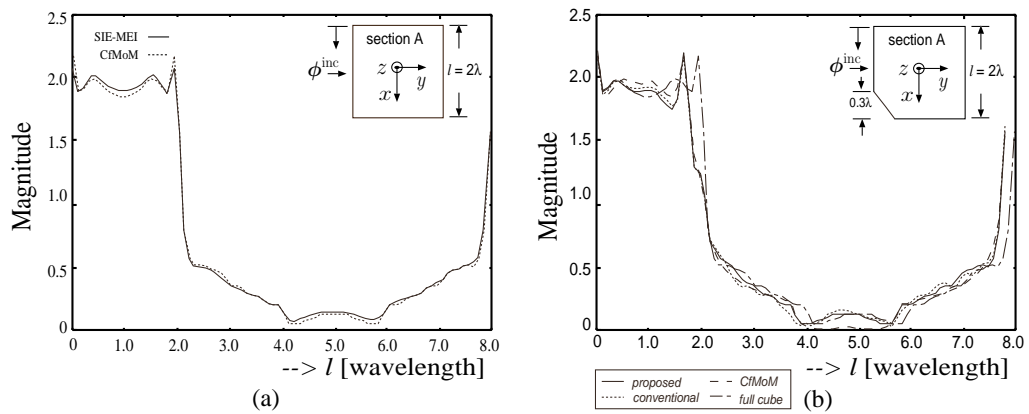 2.5
2.0
1.5
1.0
0.5
0
Magnitude
SIE-MEI
CfMoM
section A
ϕinc
z
y
x
l = 2λ
0.0 1.0 2.0 3.0 4.0 5.0 6.0 7.0 8.0
--> l [wavelength]
(a)
2.5
2.0
1.5
1.0
0.5
0
Magnitude
section A
ϕinc
z
y
x
0.3λ
l = 2λ
0.0 1.0 2.0 3.0 4.0 5.0 6.0 7.0 8.0
--> l [wavelength]
proposed CfMoM
conventional full cube
(b)